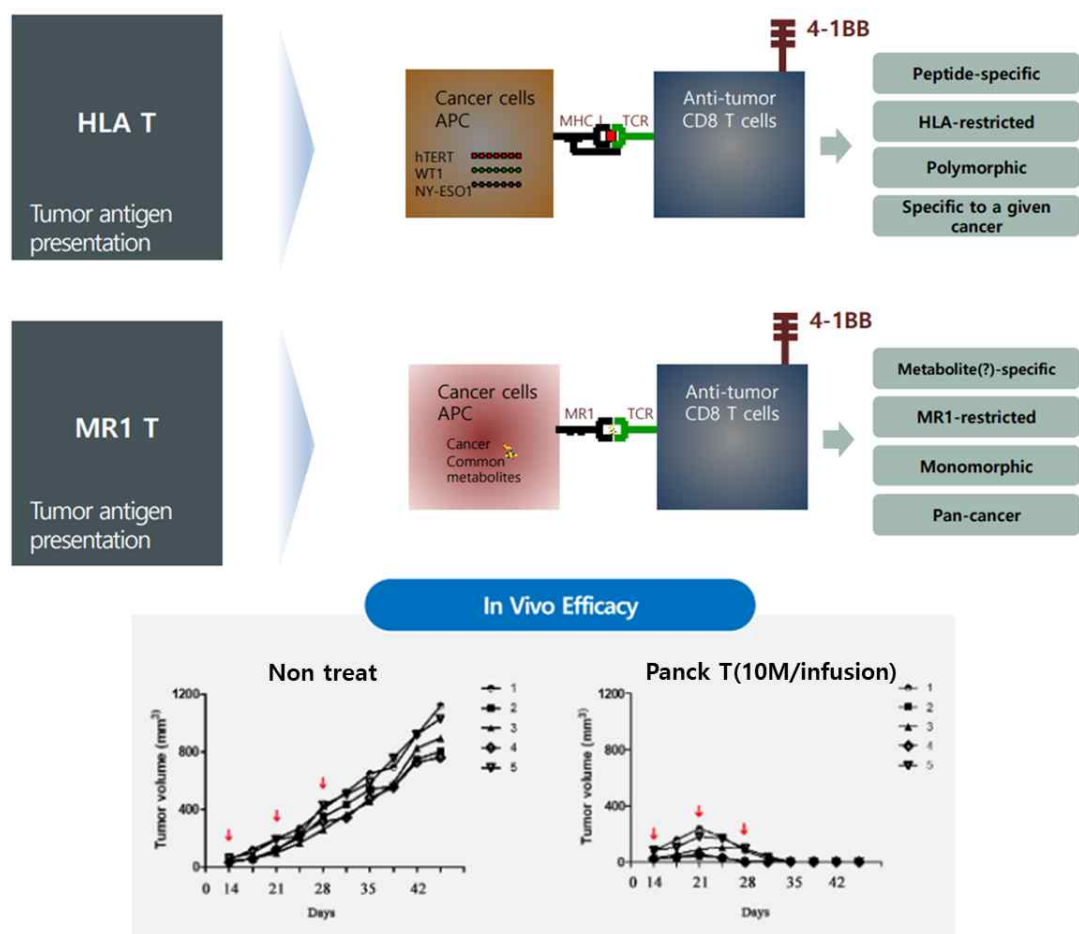 HLA T
Tumor antigen
presentation
Cancer cells
APC
hTERT
WT1
NY-ESO1
MHC I
TCR
Anti-tumor
CD8 T cells
4-1BB
Peptide-specific
HLA-restricted
Polymorphic
Specific to a given
cancer
MR1 T
Tumor antigen
presentation
Cancer cells
APC
Cancer
Common
metabolites
MR1
TCR
Anti-tumor
CD8 T cells
4-1BB
Metabolite(?)-specific
MR1-restricted
Monomorphic
Pan-cancer
In Vivo Efficacy
Non treat
Tumor volume (mm³)
1200
800
400
0
0 14 21 28 35 42
Days
1
2
3
4
5
Panck T(10M/infusion)
Tumor volume (mm³)
1200
800
400
0
0 14 21 28 35 42
Days
1
2
3
4
5